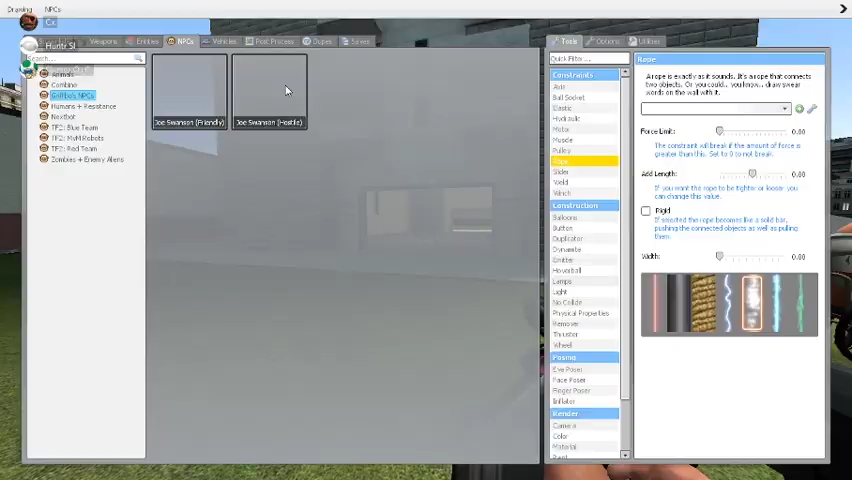 Drawing NPCs
Weapons Entities NPCs Vehicles Post Process Dupes Saves Tools Options Utilities
Search...
Animals
Combine
Humans + Resistance
Nextbot
TF2: Blue Team
TF2: MvM Robots
TF2: Red Team
Zombies + Enemy Aliens
Joe Swanson (Friendly) Joe Swanson (Hostile)
Quick Filter...
Constraints
Axis
Ball Socket
Elastic
Hydraulic
Motor
Muscle
Pulley
Rope
Slider
Weld
Winch
Construction
Balloons
Button
Duplicator
Dynamite
Emitter
Hoverball
Lamps
Light
No Collide
Physical Properties
Remover
Thruster
Wheel
Posing
Eye Poser
Face Poser
Finger Poser
Inflator
Render
Camera
Color
Material
Paint
Rope
A rope is exactly as it sounds. It's a rope that connects
two objects. Or you could.. you know.. draw swear
words on the wall with it.
Force Limit: 0.00
The constraint will break if the amount of force is
greater than this. Set to 0 to not break.
Add Length: 0.00
If you want the rope to be tighter or looser you
can change this value.
Rigid
If selected the rope becomes like a solid bar,
pushing the connected objects as well as pulling
them.
Width: 0.00